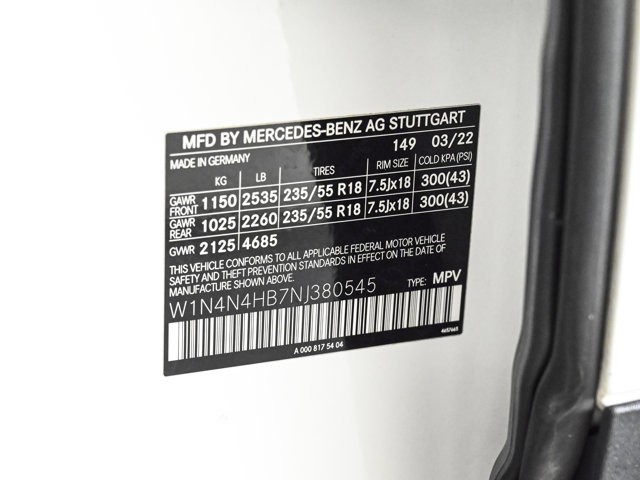 MFD BY MERCEDES-BENZ AG STUTTGART
MADE IN GERMANY 149 03/22
KG LB TIRES RIM SIZE COLD KPA (PSI)
GAWR FRONT 1150 2535 235/55 R18 7.5Jx18 300(43)
GAWR REAR 1025 2260 235/55 R18 7.5Jx18 300(43)
GVWR 2125 4685
THIS VEHICLE CONFORMS TO ALL APPLICABLE FEDERAL MOTOR VEHICLE
SAFETY, THEFT PREVENTION STANDARDS IN EFFECT ON THE DATE
OF MANUFACTURE SHOWN ABOVE.
W1N4N4HB7NJ380545 TYPE: MPV
A 000 817 54 04 4657665